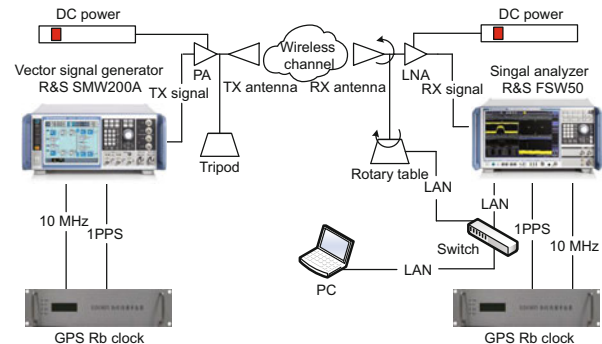 DC power
DC power
Vector signal generator
R&S SMW200A
PA
TX signal
TX antenna
Wireless
channel
RX antenna
LNA
RX signal
Singal analyzer
R&S FSW50
Tripod
Rotary table
LAN
LAN
10 MHz
1PPS
Switch
1PPS
10 MHz
LAN
PC
GPS Rb clock
GPS Rb clock